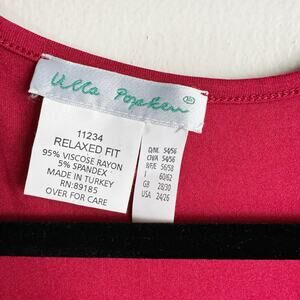 Ulla Popken
11234
RELAXED FIT
95% VISCOSE RAYON
5% SPANDEX
MADE IN TURKEY
RN:89185
OVER FOR CARE
D/NL 54/56
CH/A 54/56
56/58
I 60/62
GB 28/30
USA 24/26